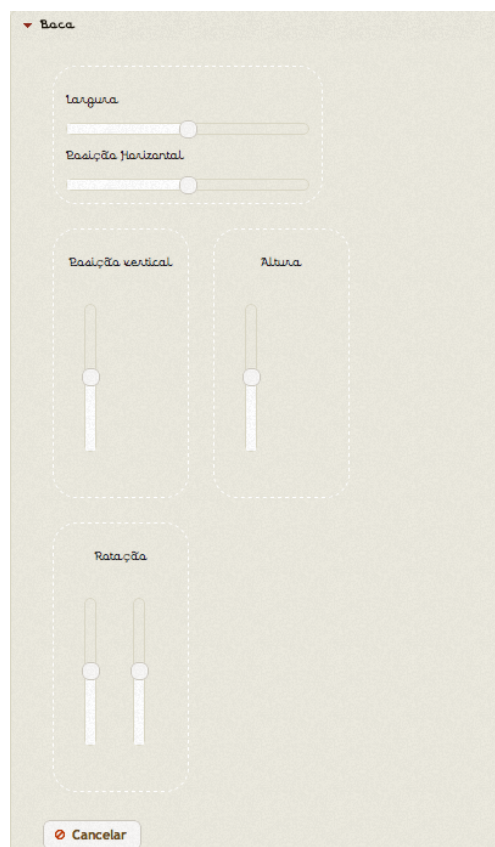 Boca
Largura
Posição Horizontal
Posição vertical
Altura
Rotação
Cancelar